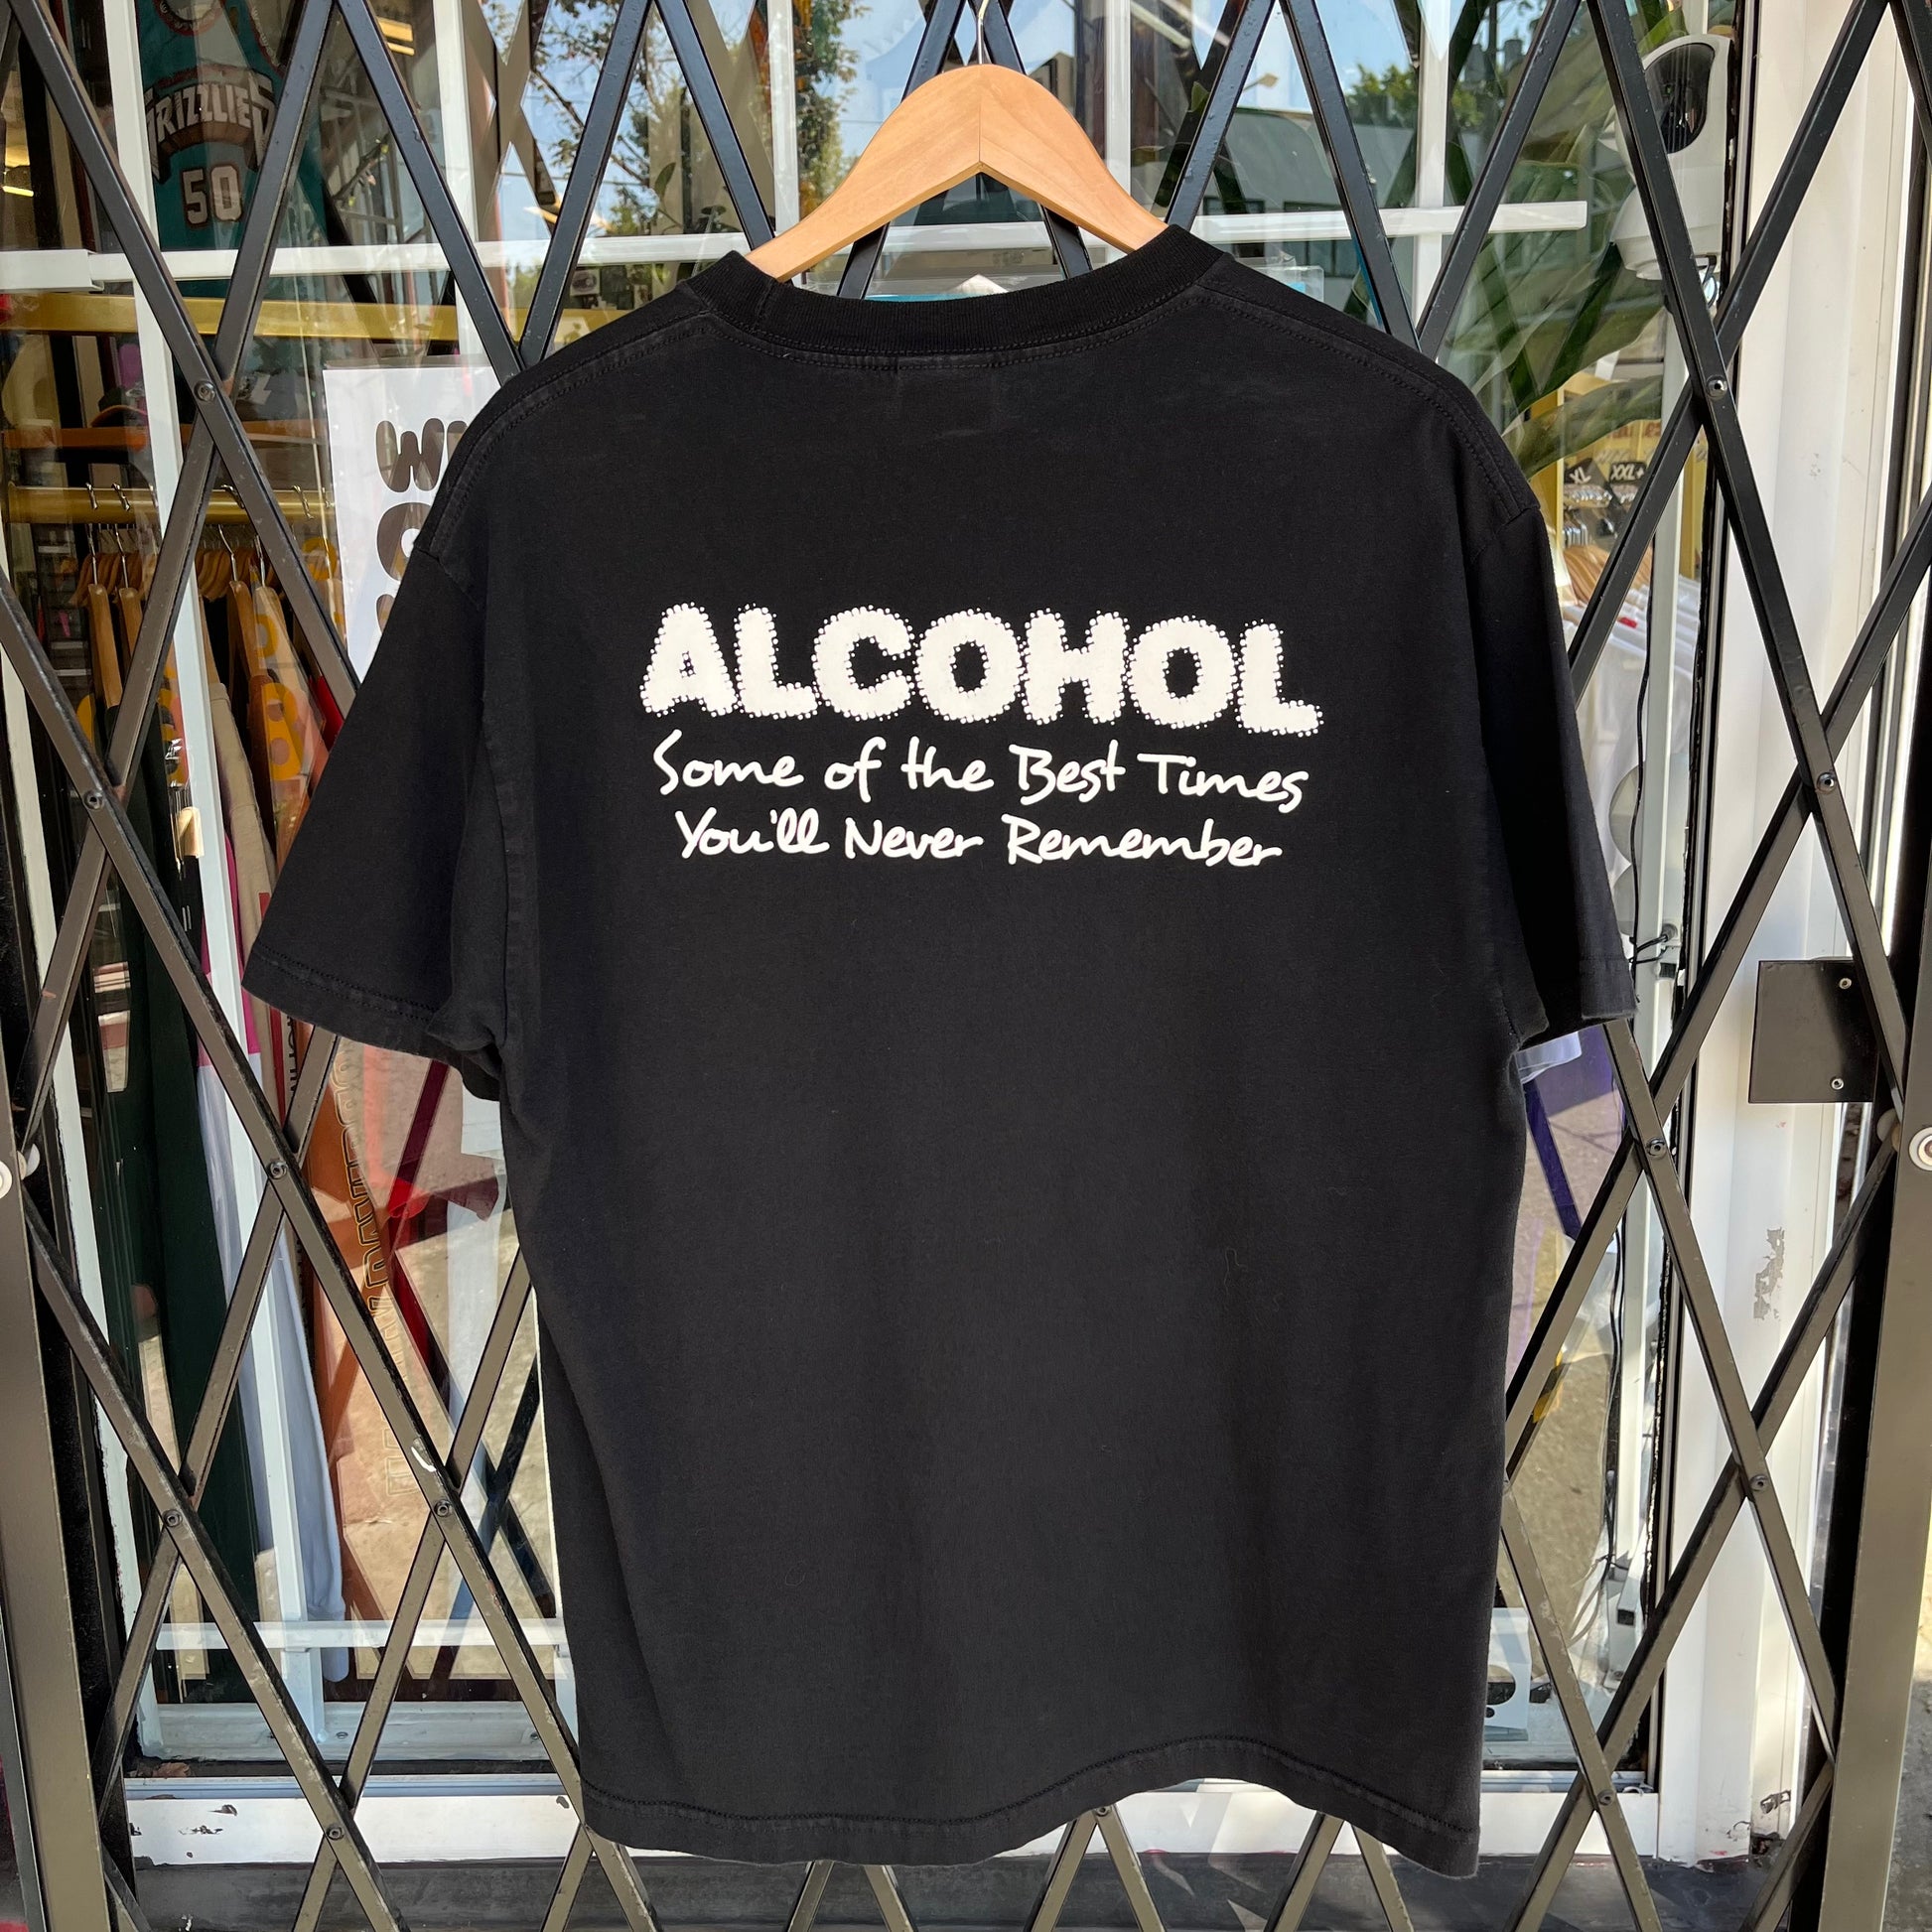 GRIZZLIES
50
XL
XXL+
ALCOHOL
Some of the Best Times
You'll Never Remember